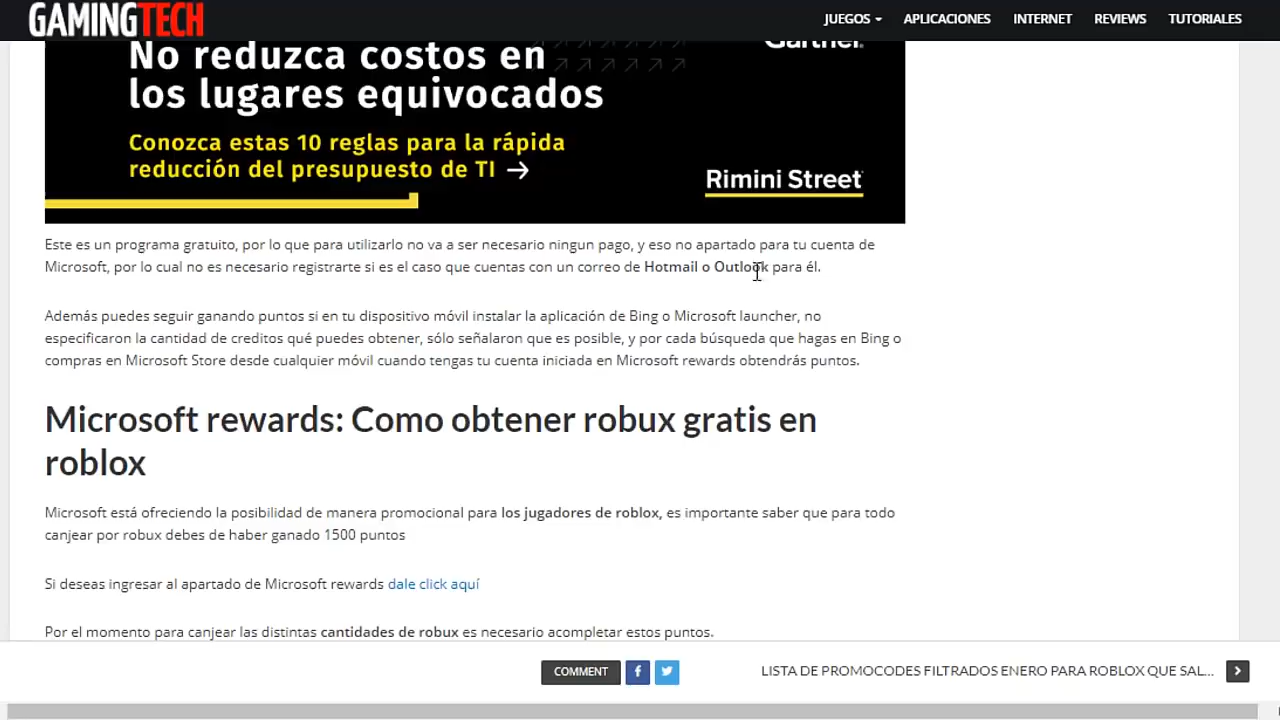 GAMINGTECH
JUEGOS APLICACIONES INTERNET REVIEWS TUTORIALES
No reduzca costos en
los lugares equivocados
Gartner
Conozca estas 10 reglas para la rápida
reducción del presupuesto de TI →
Rimini Street
Este es un programa gratuito, por lo que para utilizarlo no va a ser necesario ningun pago, y eso no apartado para tu cuenta de
Microsoft, por lo cual no es necesario registrarte si es el caso que cuentas con un correo de Hotmail o Outlook para él.
Además puedes seguir ganando puntos si en tu dispositivo móvil instalar la aplicación de Bing o Microsoft launcher, no
especificaron la cantidad de creditos qué puedes obtener, sólo señalaron que es posible, y por cada búsqueda que hagas en Bing o
compras en Microsoft Store desde cualquier móvil cuando tengas tu cuenta iniciada en Microsoft rewards obtendrás puntos.
Microsoft rewards: Como obtener robux gratis en
roblox
Microsoft está ofreciendo la posibilidad de manera promocional para los jugadores de roblox, es importante saber que para todo
canjear por robux debes de haber ganado 1500 puntos
Si deseas ingresar al apartado de Microsoft rewards dale click aquí
Por el momento para canjear las distintas cantidades de robux es necesario acompletar estos puntos.
COMMENT
LISTA DE PROMOCODES FILTRADOS ENERO PARA ROBLOX QUE SAL...